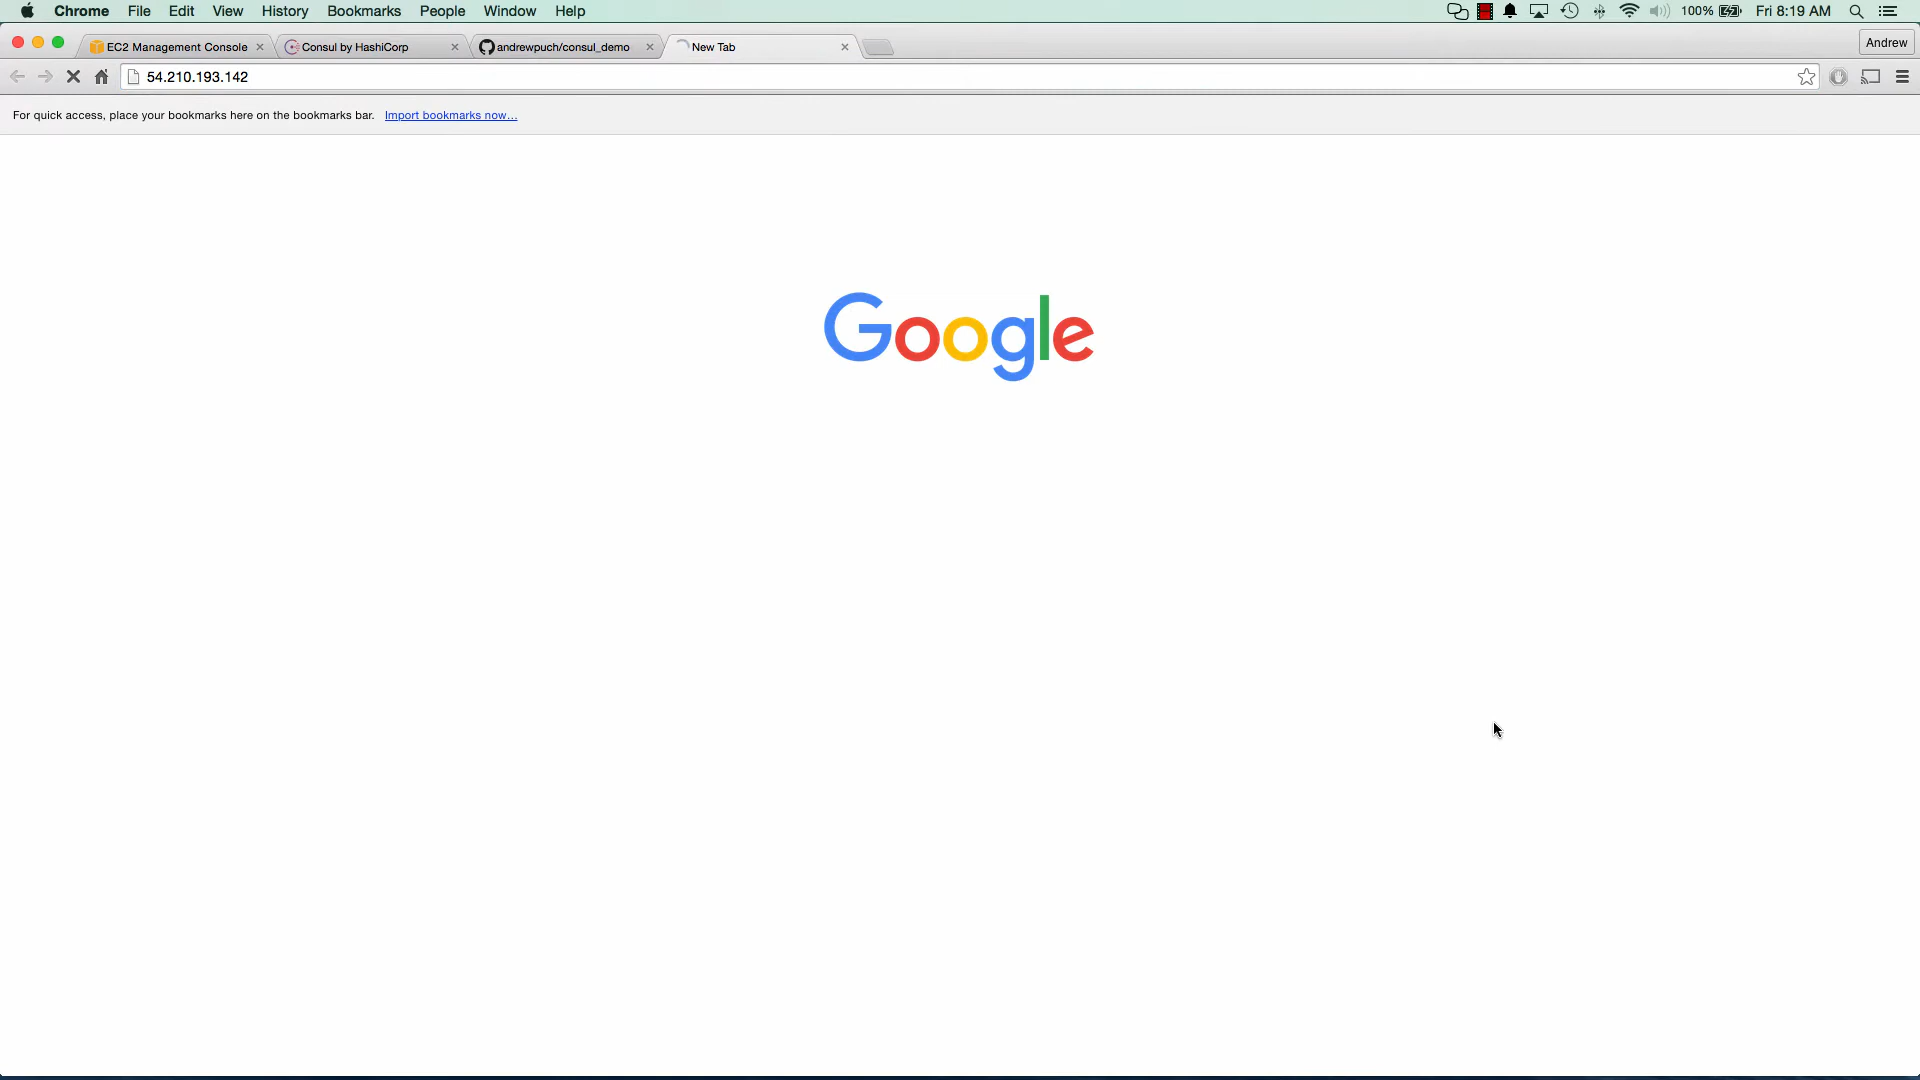 Chrome File Edit View History Bookmarks People Window Help 100% Fri 8:19 AM
EC2 Management Console Consul by HashiCorp andrewpuch/consul_demo New Tab Andrew
54.210.193.142
For quick access, place your bookmarks here on the bookmarks bar. Import bookmarks now...
Google